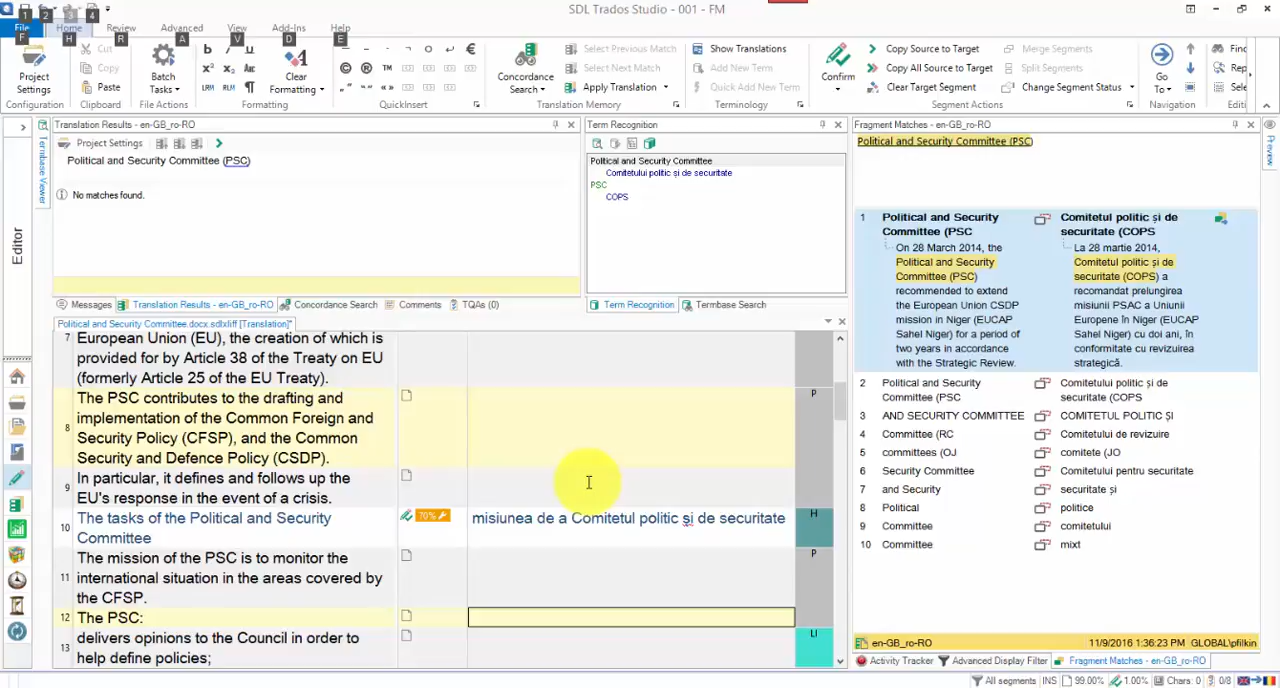 SDL Trados Studio - 001 - FM
1 2 3 4
File Home Review Advanced View Add-Ins Help
F H R A V D E
Project Settings
Cut
Copy
Paste
Batch Tasks
Clear Formatting
LRM RLM ¶
© ® TM
Concordance Search
Select Previous Match
Select Next Match
Apply Translation
Show Translations
Add New Term
Quick Add New Term
Confirm
Copy Source to Target
Copy All Source to Target
Clear Target Segment
Merge Segments
Split Segments
Change Segment Status
Go To
Find
Rep
Sele
Configuration Clipboard File Actions Formatting QuickInsert Translation Memory Terminology Segment Actions Navigation Editi
Translation Results - en-GB_ro-RO
Project Settings
Political and Security Committee (PSC)
No matches found.
Termbase Viewer
Editor
Term Recognition
Political and Security Committee
Comitetului politic și de securitate
PSC
COPS
Messages Translation Results - en-GB_ro-RO Concordance Search Comments TQAs (0)
Term Recognition Termbase Search
Fragment Matches - en-GB_ro-RO
Preview
Political and Security Committee (PSC)
1 Political and Security Committee (PSC Comitetul politic și de securitate (COPS
On 28 March 2014, the Political and Security Committee (PSC) recommended to extend the European Union CSDP mission in Niger (EUCAP Sahel Niger) for a period of two years in accordance with the Strategic Review.
La 28 martie 2014, Comitetul politic și de securitate (COPS) a recomandat prelungirea misiunii PSAC a Uniunii Europene în Niger (EUCAP Sahel Niger) cu doi ani, în conformitate cu revizuirea strategică.
2 Political and Security Committee (PSC Comitetului politic și de securitate (COPS
3 AND SECURITY COMMITTEE COMITETUL POLITIC ȘI
4 Committee (RC Comitetului de revizuire
5 committees (OJ comitete (JO
6 Security Committee Comitetului pentru securitate
7 and Security securitate și
8 Political politice
9 Committee comitetului
10 Committee mixt
en-GB_ro-RO 11/9/2016 1:36:23 PM GLOBAL\pfilkin
Activity Tracker Advanced Display Filter Fragment Matches - en-GB_ro-RO
Political and Security Committee.docx.sdlxliff [Translation]*
7 European Union (EU), the creation of which is
provided for by Article 38 of the Treaty on EU
(formerly Article 25 of the EU Treaty).
8 The PSC contributes to the drafting and P
implementation of the Common Foreign and
Security Policy (CFSP), and the Common
Security and Defence Policy (CSDP).
9 In particular, it defines and follows up the
EU's response in the event of a crisis.
10 The tasks of the Political and Security 70% misiunea de a Comitetul politic și de securitate H
Committee
11 The mission of the PSC is to monitor the P
international situation in the areas covered by
the CFSP.
12 The PSC:
13 delivers opinions to the Council in order to LI
help define policies;
All segments INS 99.00% 1.00% Chars: 0 0/8